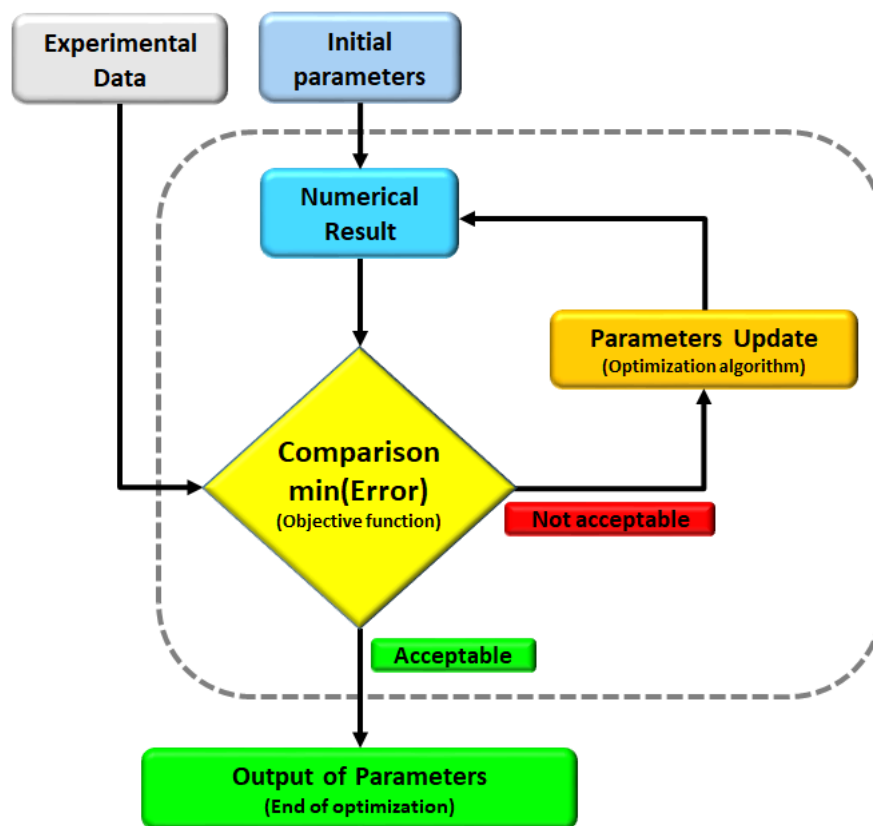 Experimental
Data
Initial
parameters
Numerical
Result
Parameters Update
(Optimization algorithm)
Comparison
min(Error)
(Objective function)
Not acceptable
Acceptable
Output of Parameters
(End of optimization)